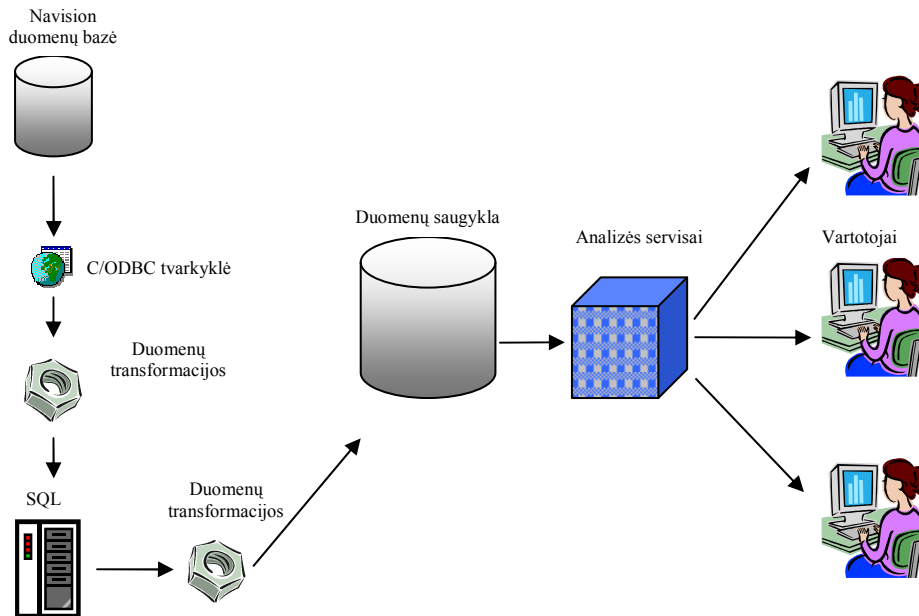 Navision
duomenų bazė
C/ODBC tvarkyklė
Duomenų
transformacijos
SQL
Duomenų
transformacijos
Duomenų saugykla
Analizės servisai
Vartotojai